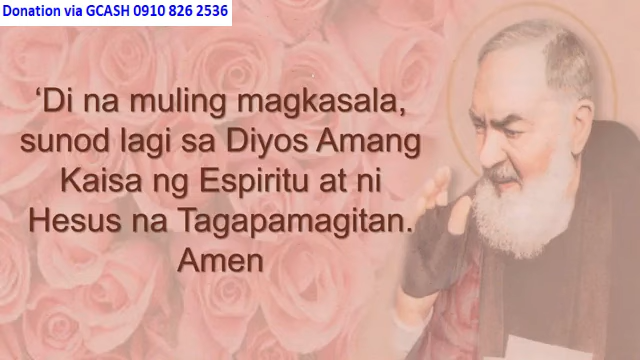 Donation via GCASH 0910 826 2536
‘Di na muling magkasala,
sunod lagi sa Diyos Amang
Kaisa ng Espiritu at ni
Hesus na Tagapamagitan.
Amen